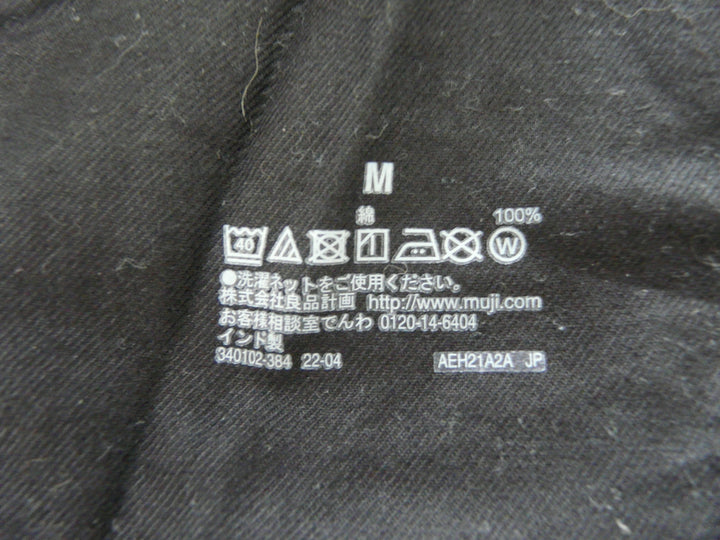 M
綿 100%
40 W
●洗濯ネットをご使用ください。
株式会社良品計画 http://www.muji.com
お客様相談室でんわ 0120-14-6404
インド製
340102-384 22-04 AEH21A2A JP